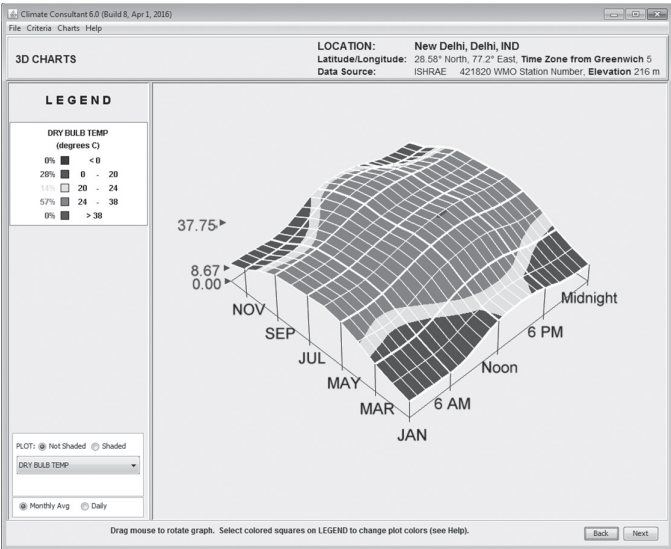 Climate Consultant 6.0 (Build 8, Apr 1, 2016)
File Criteria Charts Help
3D CHARTS
LOCATION: New Delhi, Delhi, IND
Latitude/Longitude: 28.58° North, 77.2° East, Time Zone from Greenwich 5
Data Source: ISHRAE 421820 WMO Station Number, Elevation 216 m
LEGEND
DRY BULB TEMP
(degrees C)
0% < 0
28% 0 - 20
14% 20 - 24
57% 24 - 38
0% > 38
37.75
8.67
0.00
NOV
SEP
JUL
MAY
MAR
JAN
6 AM
Noon
6 PM
Midnight
PLOT: Not Shaded Shaded
DRY BULB TEMP
Monthly Avg Daily
Drag mouse to rotate graph. Select colored squares on LEGEND to change plot colors (see Help).
Back Next